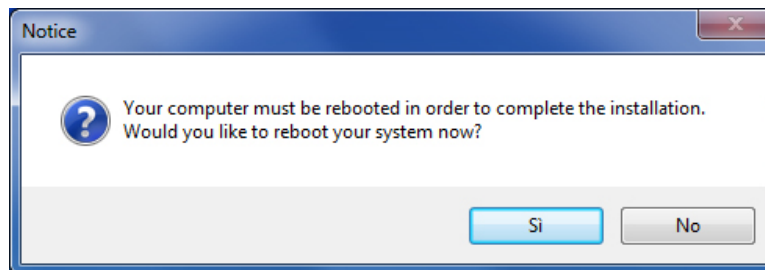 Notice
Your computer must be rebooted in order to complete the installation.
Would you like to reboot your system now?
Sì
No